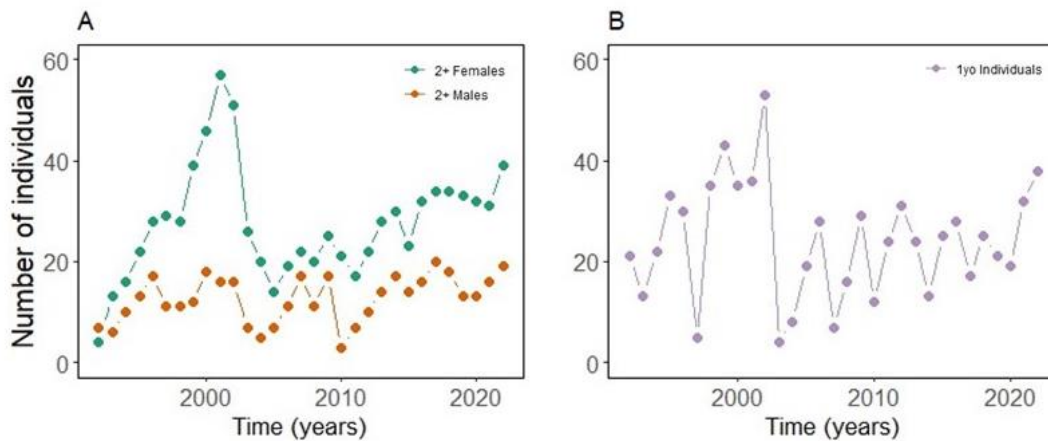 A
Number of individuals
60
40
20
0
2+ Females
2+ Males
2000 2010 2020
Time (years)
B
60
40
20
0
1yo Individuals
2000 2010 2020
Time (years)